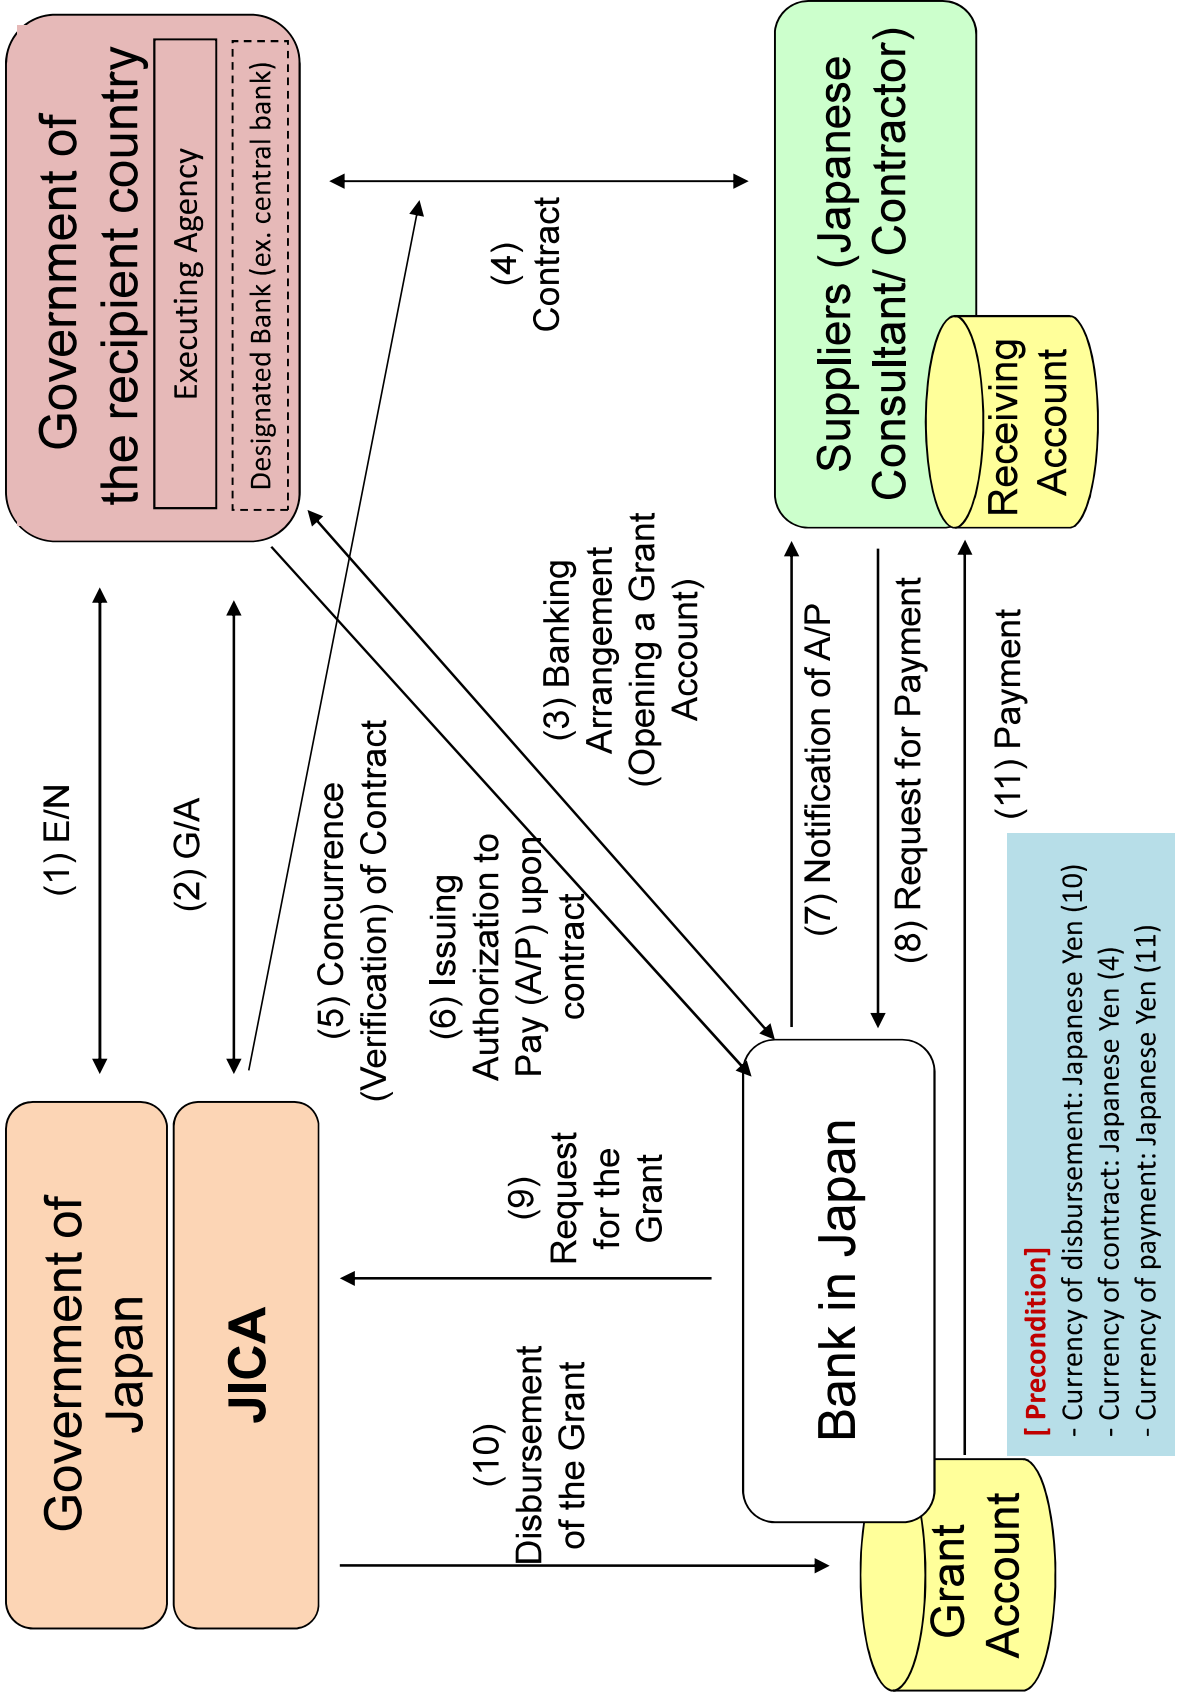 Government of
Japan
JICA
Government of
the recipient country
Executing Agency
Designated Bank (ex. central bank)
(1) E/N
(2) G/A
(5) Concurrence
(Verification) of Contract
(6) Issuing
Authorization to
Pay (A/P) upon
contract
(3) Banking
Arrangement
(Opening a Grant
Account)
(4)
Contract
(9)
Request
for the
Grant
(10)
Disbursement
of the Grant
Bank in Japan
Grant
Account
(7) Notification of A/P
(8) Request for Payment
(11) Payment
Suppliers (Japanese
Consultant/ Contractor)
Receiving
Account
[ Precondition]
- Currency of disbursement: Japanese Yen (10)
- Currency of contract: Japanese Yen (4)
- Currency of payment: Japanese Yen (11)